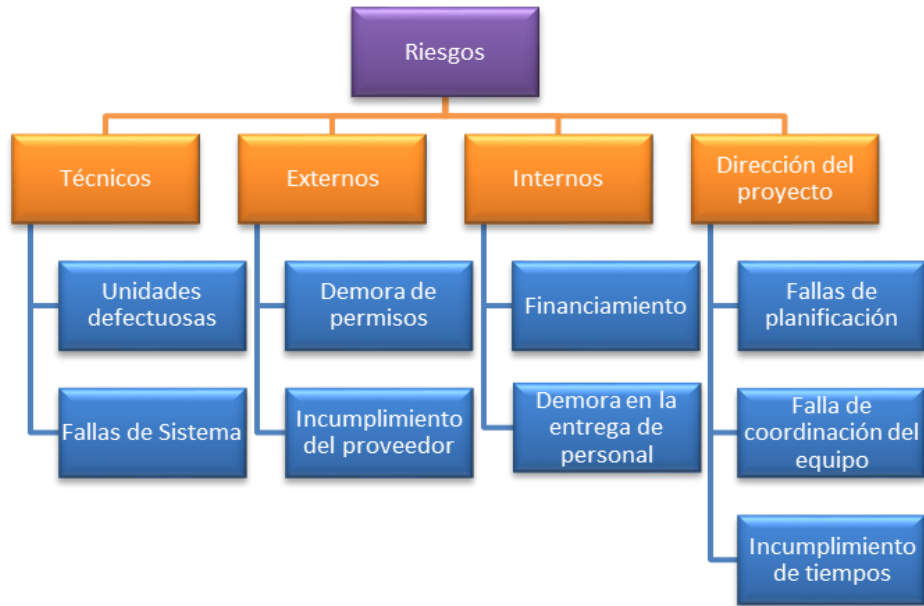 Riesgos
Técnicos
Externos
Internos
Dirección del
proyecto
Unidades
defectuosas
Demora de
permisos
Financiamiento
Fallas de
planificación
Fallas de Sistema
Incumplimiento
del proveedor
Demora en la
entrega de
personal
Falla de
coordinación del
equipo
Incumplimiento
de tiempos